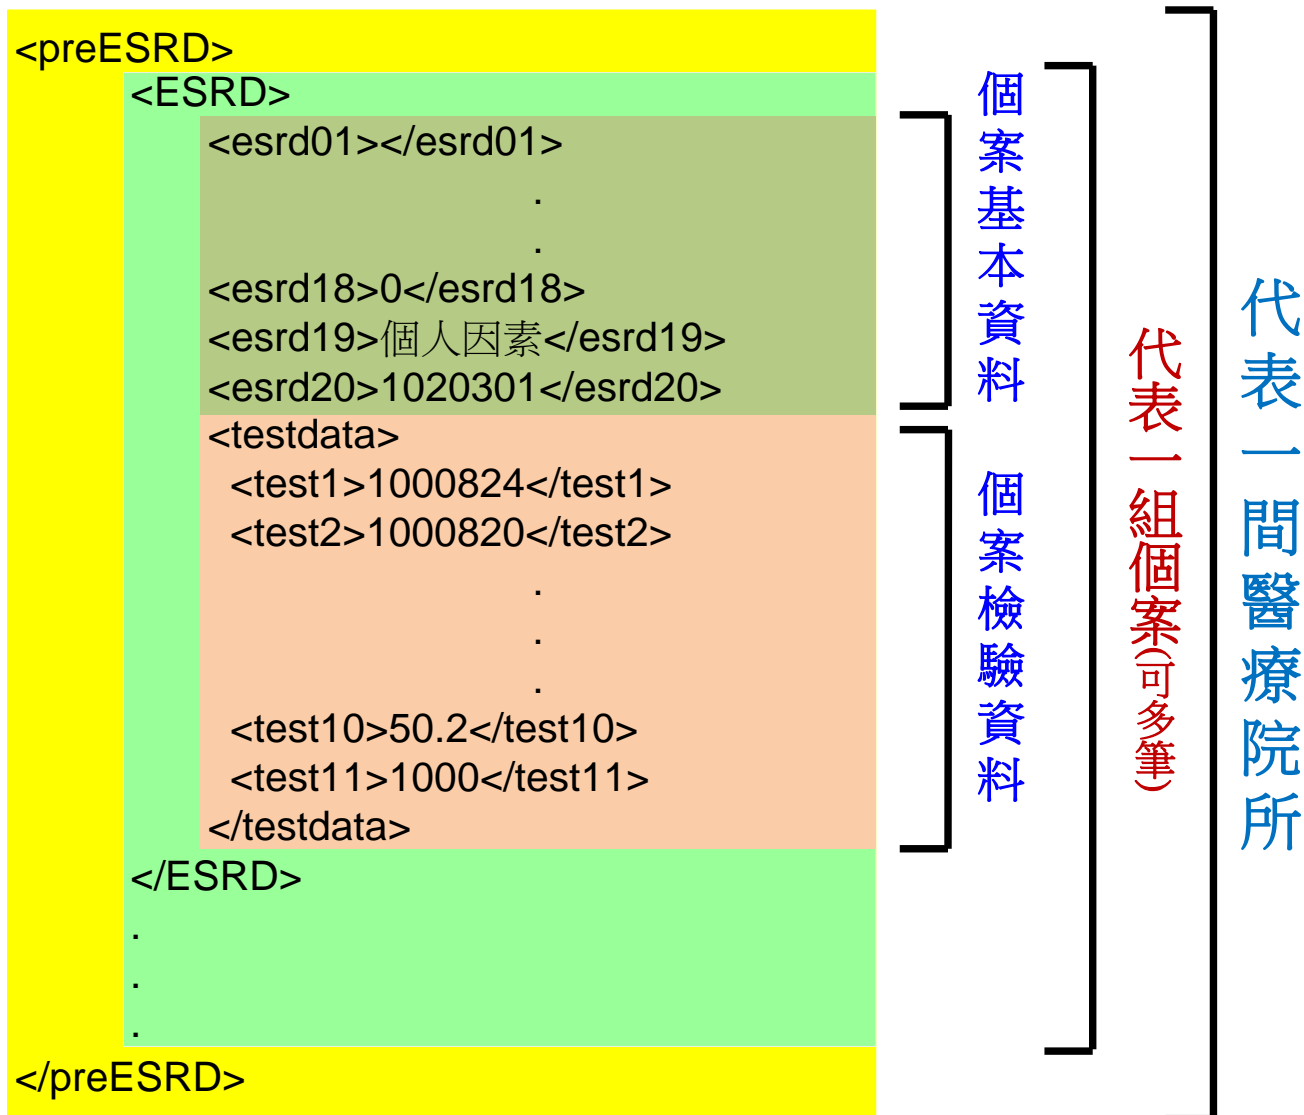 <preESRD>
<ESRD>
<esrd01></esrd01>
.
.
<esrd18>0</esrd18>
<esrd19>個人因素</esrd19>
<esrd20>1020301</esrd20>
<testdata>
<test1>1000824</test1>
<test2>1000820</test2>
.
.
.
<test10>50.2</test10>
<test11>1000</test11>
</testdata>
</ESRD>
.
.
.
</preESRD>
個案基本資料
個案檢驗資料
代表一組個案(可多筆)
代表一間醫療院所